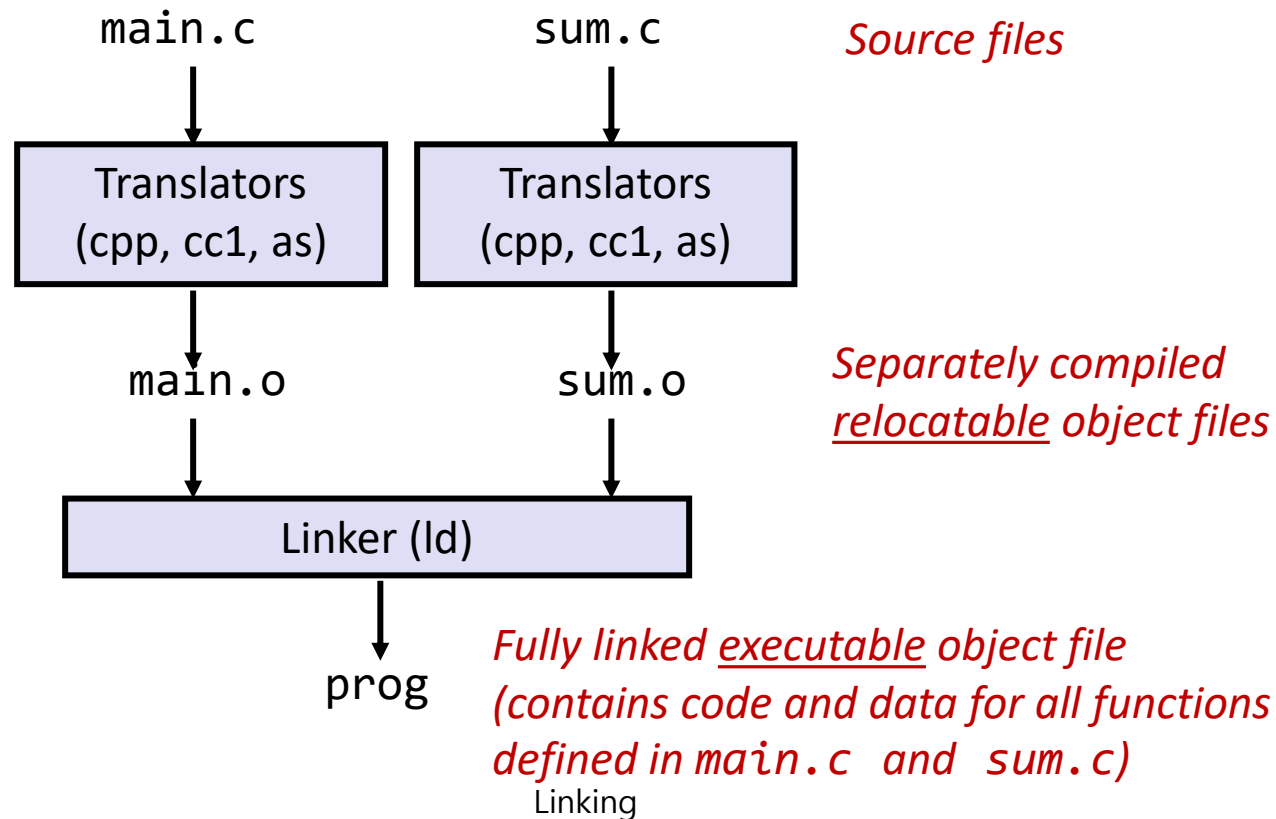 main.c
sum.c
Source files
Translators
(cpp, cc1, as)
Translators
(cpp, cc1, as)
main.o
sum.o
Separately compiled
relocatable object files
Linker (ld)
prog
Fully linked executable object file
(contains code and data for all functions
defined in main.c and sum.c)
Linking